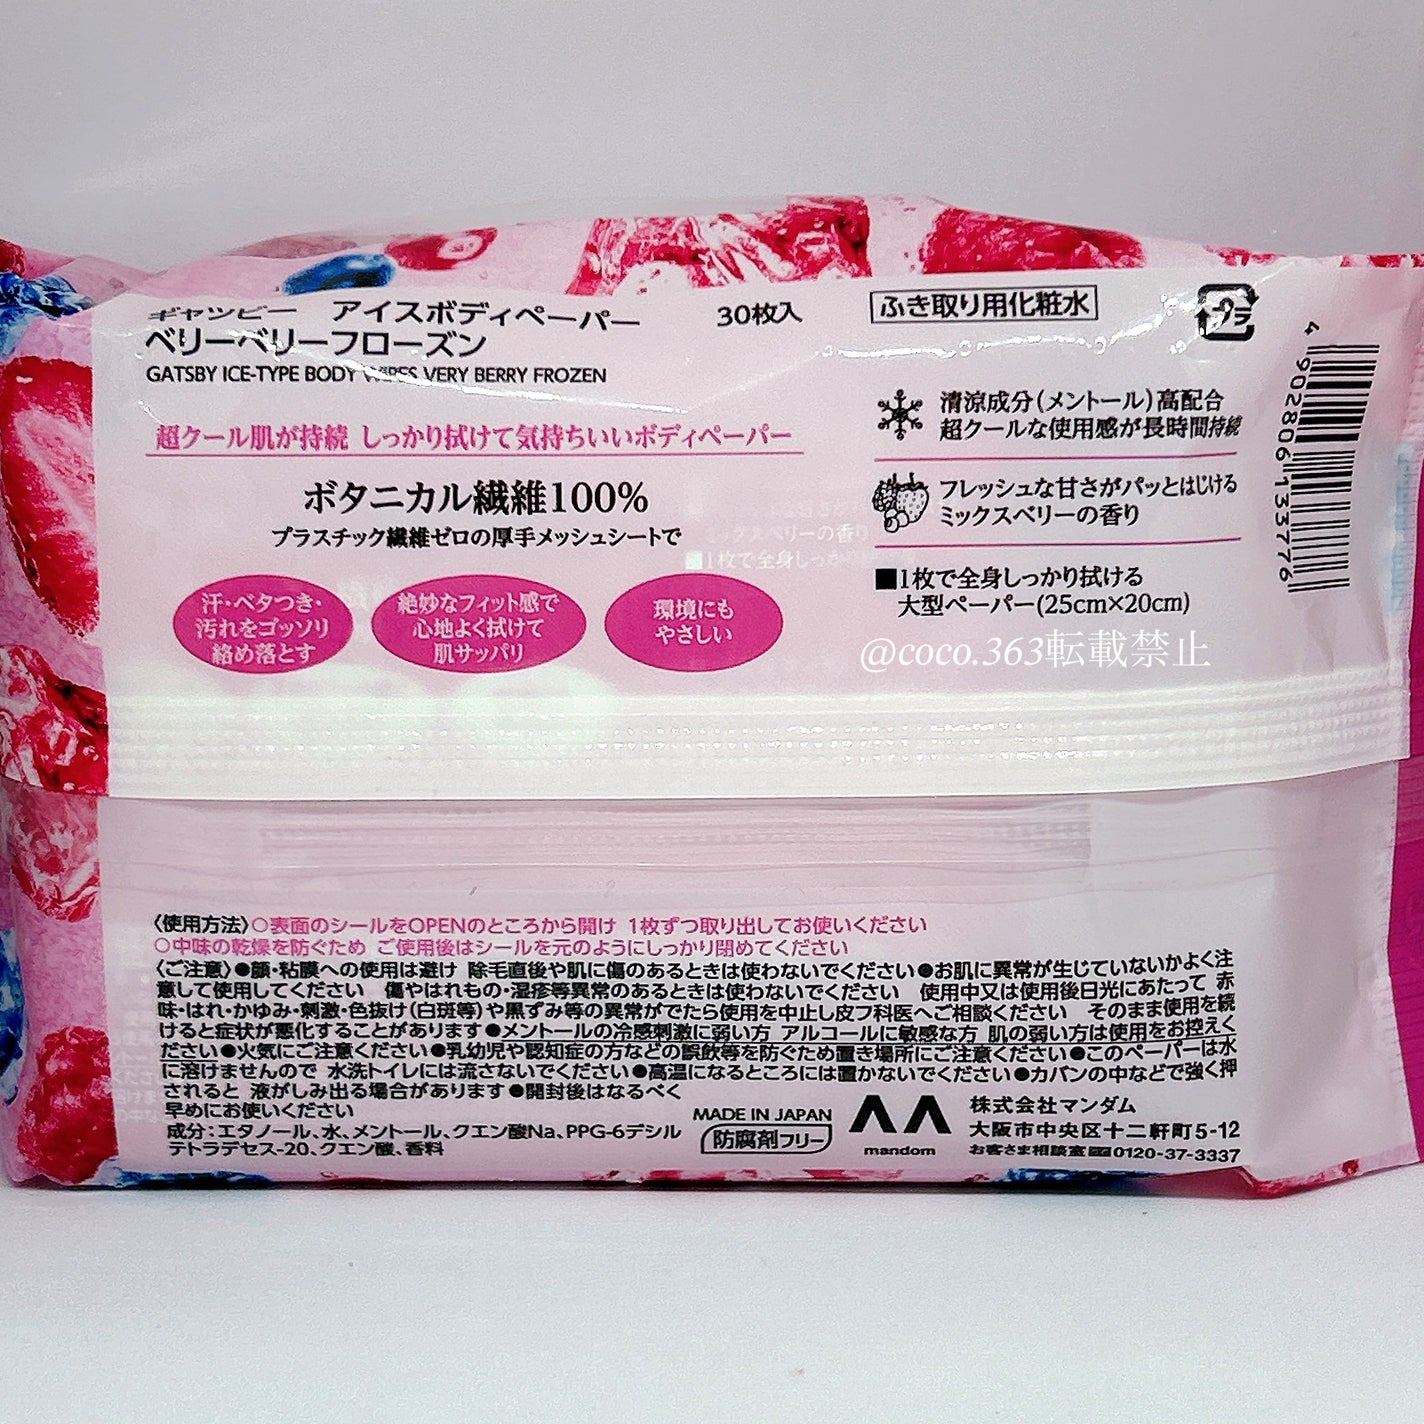 ギャツビー アイスボディペーパー 30枚入
ベリーベリーフローズン
GATSBY ICE-TYPE BODY WIPES VERY BERRY FROZEN
超クール肌が持続 しっかり拭けて気持ちいいボディペーパー
ボタニカル繊維100%
プラスチック繊維ゼロの厚手メッシュシートで
汗・ベタつき・
汚れをゴッソリ
絡め落とす
絶妙なフィット感で
心地よく拭けて
肌サッパリ
環境にも
やさしい
ふき取り用化粧水
プラ
清涼成分(メントール)高配合
超クールな使用感が長時間持続
フレッシュな甘さがパッとはじける
ミックスベリーの香り
■1枚で全身しっかり拭ける
大型ペーパー(25cm×20cm)
4 902806 133776
@coco.363転載禁止
〈使用方法〉○表面のシールをOPENのところから開け 1枚ずつ取り出してお使いください
○中味の乾燥を防ぐため ご使用後はシールを元のようにしっかり閉めてください
〈ご注意〉●顔・粘膜への使用は避け 除毛直後や肌に傷のあるときは使わないでください●お肌に異常が生じていないかよく注
意して使用してください 傷やはれもの・湿疹等異常のあるときは使わないでください 使用中又は使用後日光にあたって 赤
味・はれ・かゆみ・刺激・色抜け(白斑等)や黒ずみ等の異常がでたら使用を中止し皮フ科医へご相談ください そのまま使用を続
けると症状が悪化することがあります●メントールの冷感刺激に弱い方 アルコールに敏感な方 肌の弱い方は使用をお控えく
ださい●火気にご注意ください●乳幼児や認知症の方などの誤飲等を防ぐため置き場所にご注意ください●このペーパーは水
に溶けませんので 水洗トイレには流さないでください●高温になるところには置かないでください●カバンの中などで強く押
されると 液がしみ出る場合があります●開封後はなるべく
早めにお使いください
成分:エタノール、水、メントール、クエン酸Na、PPG-6デシル
テトラデセス-20、クエン酸、香料
MADE IN JAPAN
防腐剤フリー
mandom
株式会社マンダム
大阪市中央区十二軒町5-12
お客さま相談室 0120-37-3337